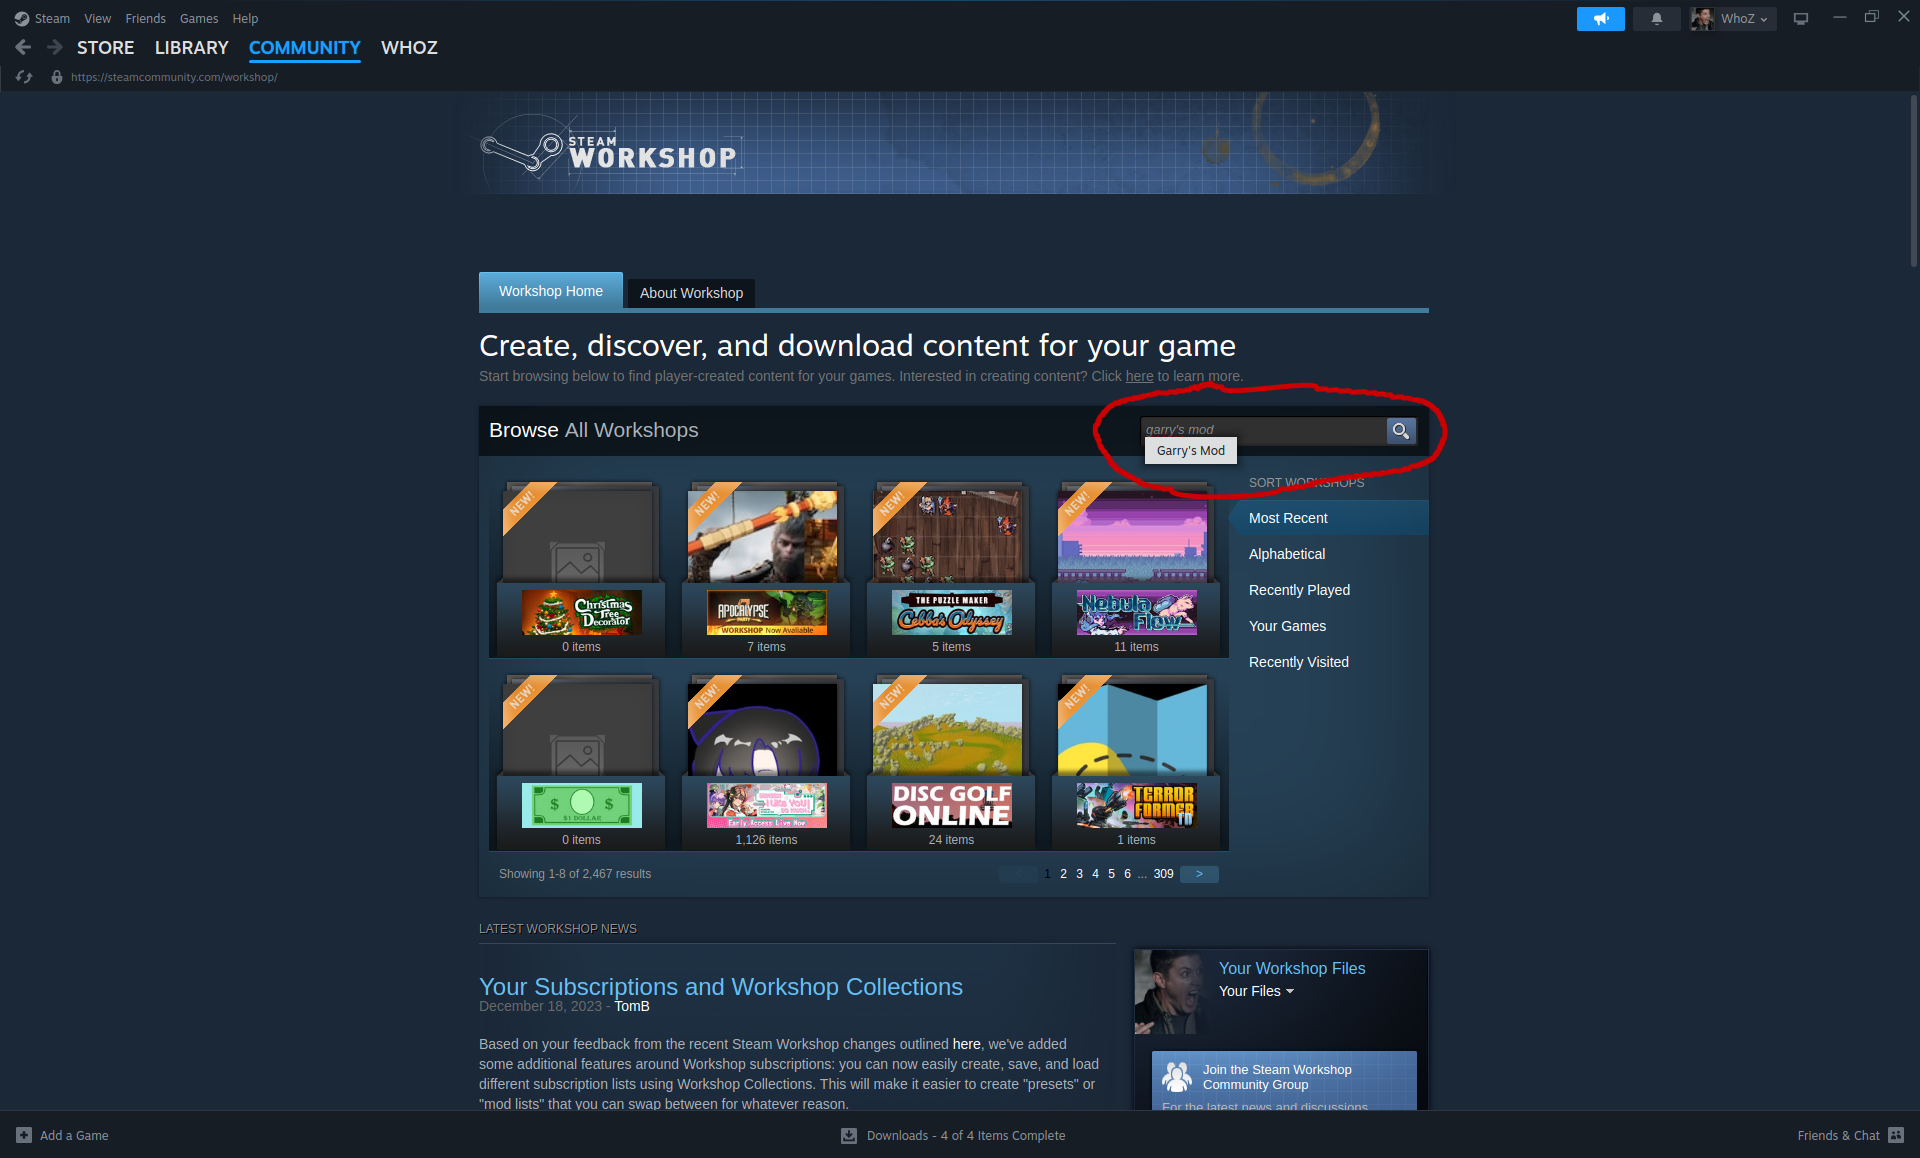 Steam View Friends Games Help
WhoZ
STORE LIBRARY COMMUNITY WHOZ
https://steamcommunity.com/workshop/
STEAM
WORKSHOP
Workshop Home
About Workshop
Create, discover, and download content for your game
Start browsing below to find player-created content for your games. Interested in creating content? Click here to learn more.
Browse All Workshops
garry's mod
Garry's Mod
SORT WORKSHOPS
Most Recent
Alphabetical
Recently Played
Your Games
Recently Visited
NEW!
NEW!
NEW!
NEW!
Christmas
Tree
Decorator
APOCALYPSE
PARTY
WORKSHOP Now Available
THE PUZZLE MAKER
Cebba's Odyssey
Nebula
Flow
0 items
7 items
5 items
11 items
NEW!
NEW!
NEW!
NEW!
$ $
$1 DOLLAR
I Like YOU!
Early Access Live Now
DISC GOLF
ONLINE
TERROR
FORMER
TD
0 items
1,126 items
24 items
1 items
Showing 1-8 of 2,467 results
< 1 2 3 4 5 6 ... 309 >
LATEST WORKSHOP NEWS
Your Subscriptions and Workshop Collections
December 18, 2023 - TomB
Based on your feedback from the recent Steam Workshop changes outlined here, we've added
some additional features around Workshop subscriptions: you can now easily create, save, and load
different subscription lists using Workshop Collections. This will make it easier to create "presets" or
"mod lists" that you can swap between for whatever reason.
Your Workshop Files
Your Files
Join the Steam Workshop
Community Group
For the latest news and discussions
Add a Game
Downloads - 4 of 4 Items Complete
Friends & Chat